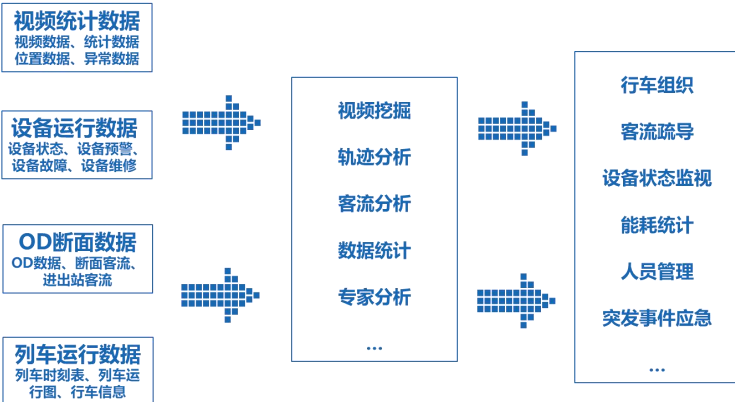 视频统计数据
视频数据、统计数据
位置数据、异常数据
设备运行数据
设备状态、设备预警、
设备故障、设备维修
OD断面数据
OD数据、断面客流、
进出站客流
列车运行数据
列车时刻表、列车运
行图、行车信息
视频挖掘
轨迹分析
客流分析
数据统计
专家分析
...
行车组织
客流疏导
设备状态监视
能耗统计
人员管理
突发事件应急
...